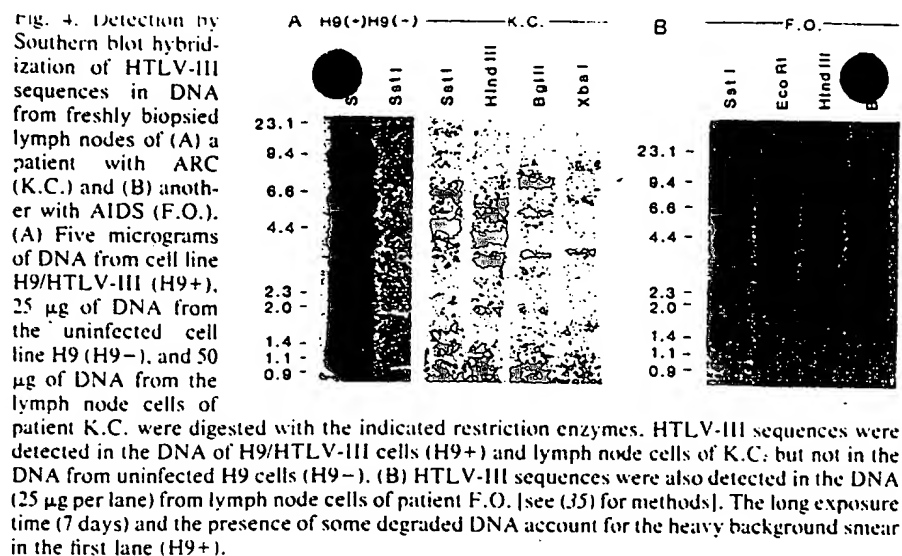 Fig. 4. Detection by
Southern blot hybrid-
ization of HTLV-III
sequences in DNA
from freshly biopsied
lymph nodes of (A) a
patient with ARC
(K.C.) and (B) anoth-
er with AIDS (F.O.).
(A) Five micrograms
of DNA from cell line
H9/HTLV-III (H9+),
25 µg of DNA from
the uninfected cell
line H9 (H9−), and 50
µg of DNA from the
lymph node cells of
patient K.C. were digested with the indicated restriction enzymes. HTLV-III sequences were
detected in the DNA of H9/HTLV-III cells (H9+) and lymph node cells of K.C. but not in the
DNA from uninfected H9 cells (H9−). (B) HTLV-III sequences were also detected in the DNA
(25 µg per lane) from lymph node cells of patient F.O. [see (35) for methods]. The long exposure
time (7 days) and the presence of some degraded DNA account for the heavy background smear
in the first lane (H9+).
A H9(+)H9(-) K.C.
Sst I
Sst I
Hind III
Bgl II
Xba I
23.1 -
9.4 -
6.6 -
4.4 -
2.3 -
2.0 -
1.4 -
1.1 -
0.9 -
B F.O.
Sst I
Eco RI
Hind III
23.1 -
9.4 -
6.6 -
4.4 -
2.3 -
2.0 -
1.4 -
1.1 -
0.9 -